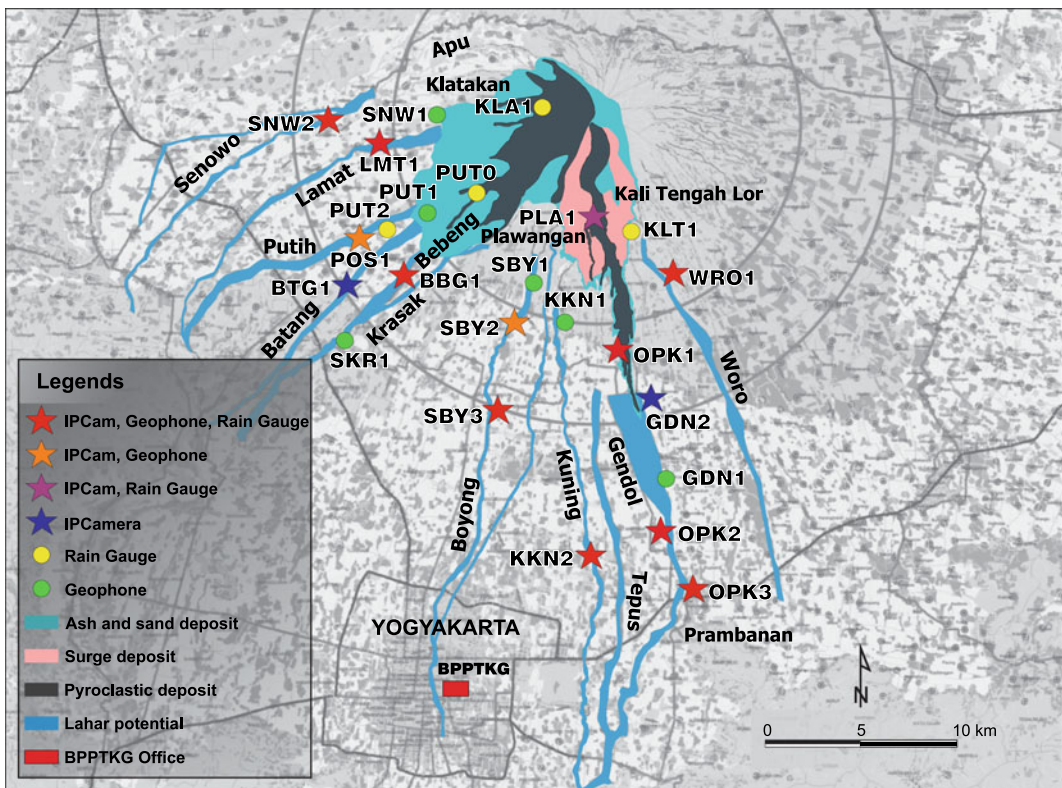 Apu
Klatakan
SNW1
KLA1
SNW2
Senowo
LMT1
Lamat
PUT0
PUT1
Kali Tengah Lor
PUT2
PLA1
KLT1
Putih
Bebeng
Plawangan
POS1
SBY1
WRO1
BTG1
BBG1
KKN1
Krasak
Batang
SBY2
SKR1
OPK1
Woro
Legends
SBY3
GDN2
IPCam, Geophone, Rain Gauge
IPCam, Geophone
Kuning
Gendol
GDN1
IPCam, Rain Gauge
Boyong
IPCamera
OPK2
Rain Gauge
KKN2
Geophone
OPK3
Tepus
Ash and sand deposit
YOGYAKARTA
Prambanan
Surge deposit
BPPTKG
Pyroclastic deposit
N
Lahar potential
0 5 10 km
BPPTKG Office